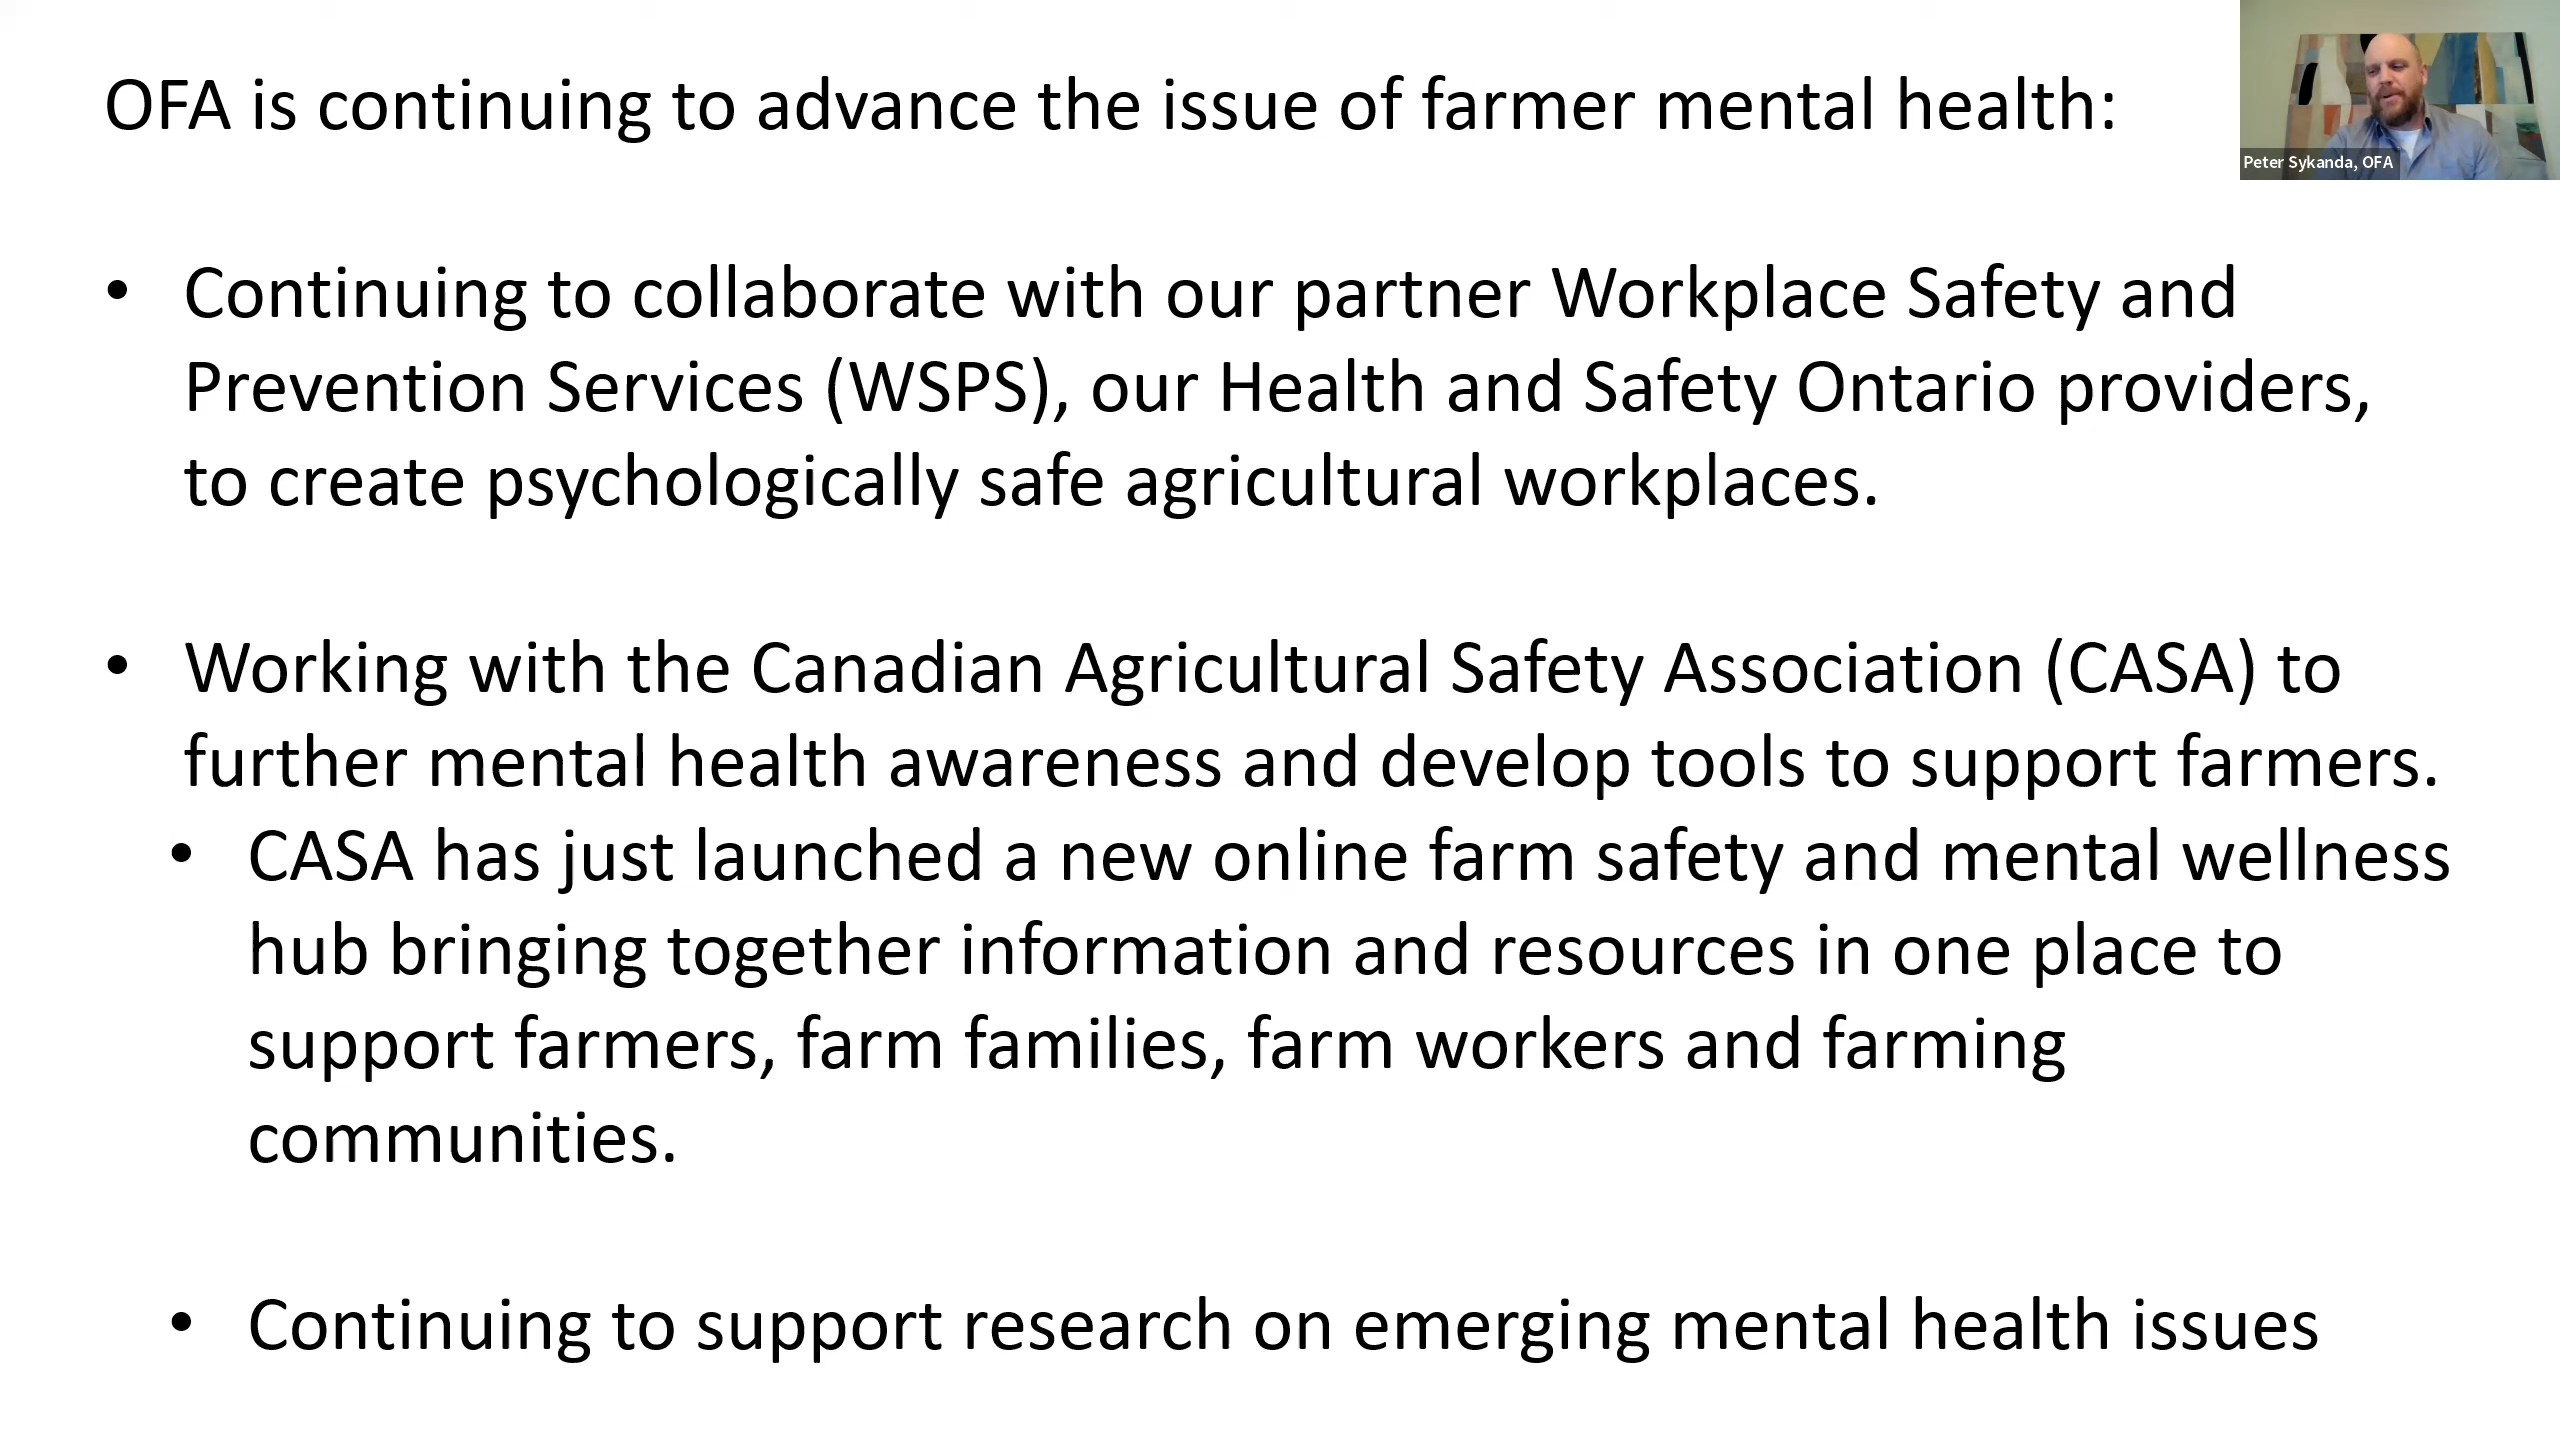 OFA is continuing to advance the issue of farmer mental health:
Peter Sykanda, OFA
• Continuing to collaborate with our partner Workplace Safety and
Prevention Services (WSPS), our Health and Safety Ontario providers,
to create psychologically safe agricultural workplaces.
• Working with the Canadian Agricultural Safety Association (CASA) to
further mental health awareness and develop tools to support farmers.
• CASA has just launched a new online farm safety and mental wellness
hub bringing together information and resources in one place to
support farmers, farm families, farm workers and farming
communities.
• Continuing to support research on emerging mental health issues